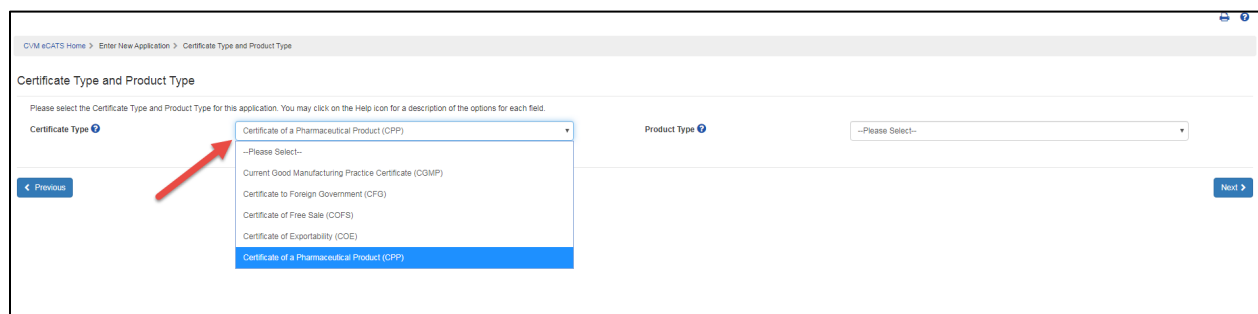 CVM eCATS Home > Enter New Application > Certificate Type and Product Type
Certificate Type and Product Type
Please select the Certificate Type and Product Type for this application. You may click on the Help icon for a description of the options for each field.
Certificate Type
Certificate of a Pharmaceutical Product (CPP)
Product Type
--Please Select--
--Please Select--
Current Good Manufacturing Practice Certificate (CGMP)
Certificate to Foreign Government (CFG)
Certificate of Free Sale (COFS)
Certificate of Exportability (COE)
Certificate of a Pharmaceutical Product (CPP)
Previous
Next